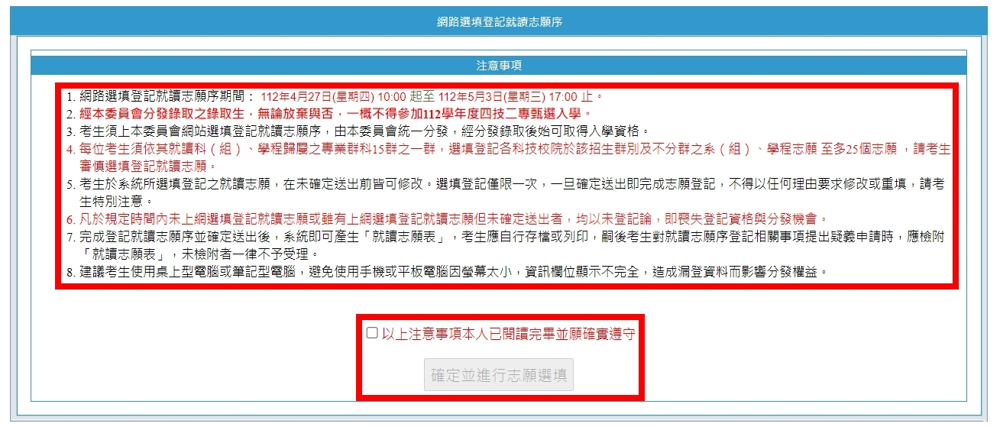 網路選填登記就讀志願序
注意事項
1. 網路選填登記就讀志願序期間： 112年4月27日(星期四) 10:00 起至 112年5月3日(星期三) 17:00 止。
2. 經本委員會分發錄取之錄取生，無論放棄與否，一概不得參加112學年度四技二專甄選入學。
3. 考生須上本委員會網站選填登記就讀志願序，由本委員會統一分發，經分發錄取後始可取得入學資格。
4. 每位考生須依其就讀科（組）、學程歸屬之專業群科15群之一群，選填登記各科技校院於該招生群別及不分群之系（組）、學程志願 至多25個志願 ，請考生
審慎選填登記就讀志願。
5. 考生於系統所選填登記之就讀志願，在未確定送出前皆可修改。選填登記僅限一次，一旦確定送出即完成志願登記，不得以任何理由要求修改或重填，請考
生特別注意。
6. 凡於規定時間內未上網選填登記就讀志願或雖有上網選填登記就讀志願但未確定送出者，均以未登記論，即喪失登記資格與分發機會。
7. 完成登記就讀志願序並確定送出後，系統即可產生「就讀志願表」，考生應自行存檔或列印，嗣後考生對就讀志願序登記相關事項提出疑義申請時，應檢附
「就讀志願表」，未檢附者一律不予受理。
8. 建議考生使用桌上型電腦或筆記型電腦，避免使用手機或平板電腦因螢幕太小，資訊欄位顯示不完全，造成漏登資料而影響分發權益。
以上注意事項本人已閱讀完畢並願確實遵守
確定並進行志願選填